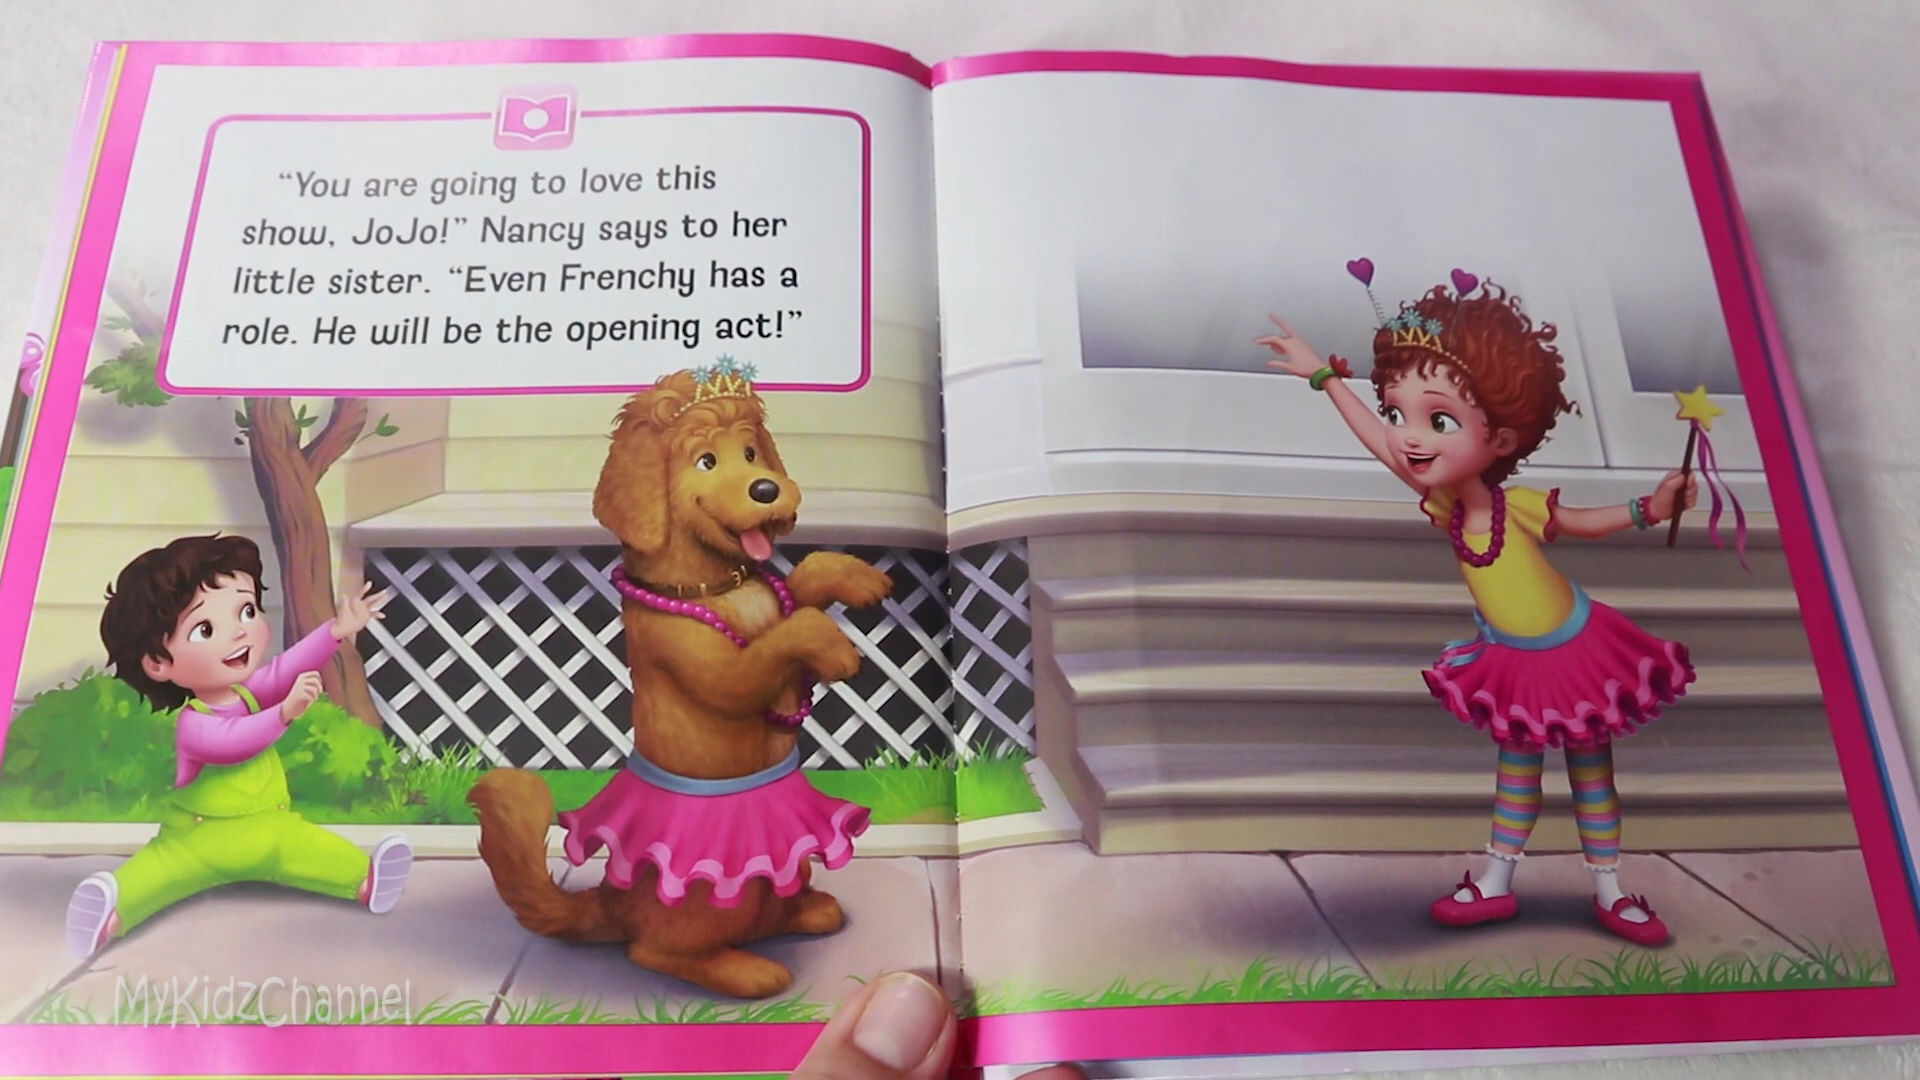 “You are going to love this
show, JoJo!” Nancy says to her
little sister. “Even Frenchy has a
role. He will be the opening act!”
MyKidzChannel